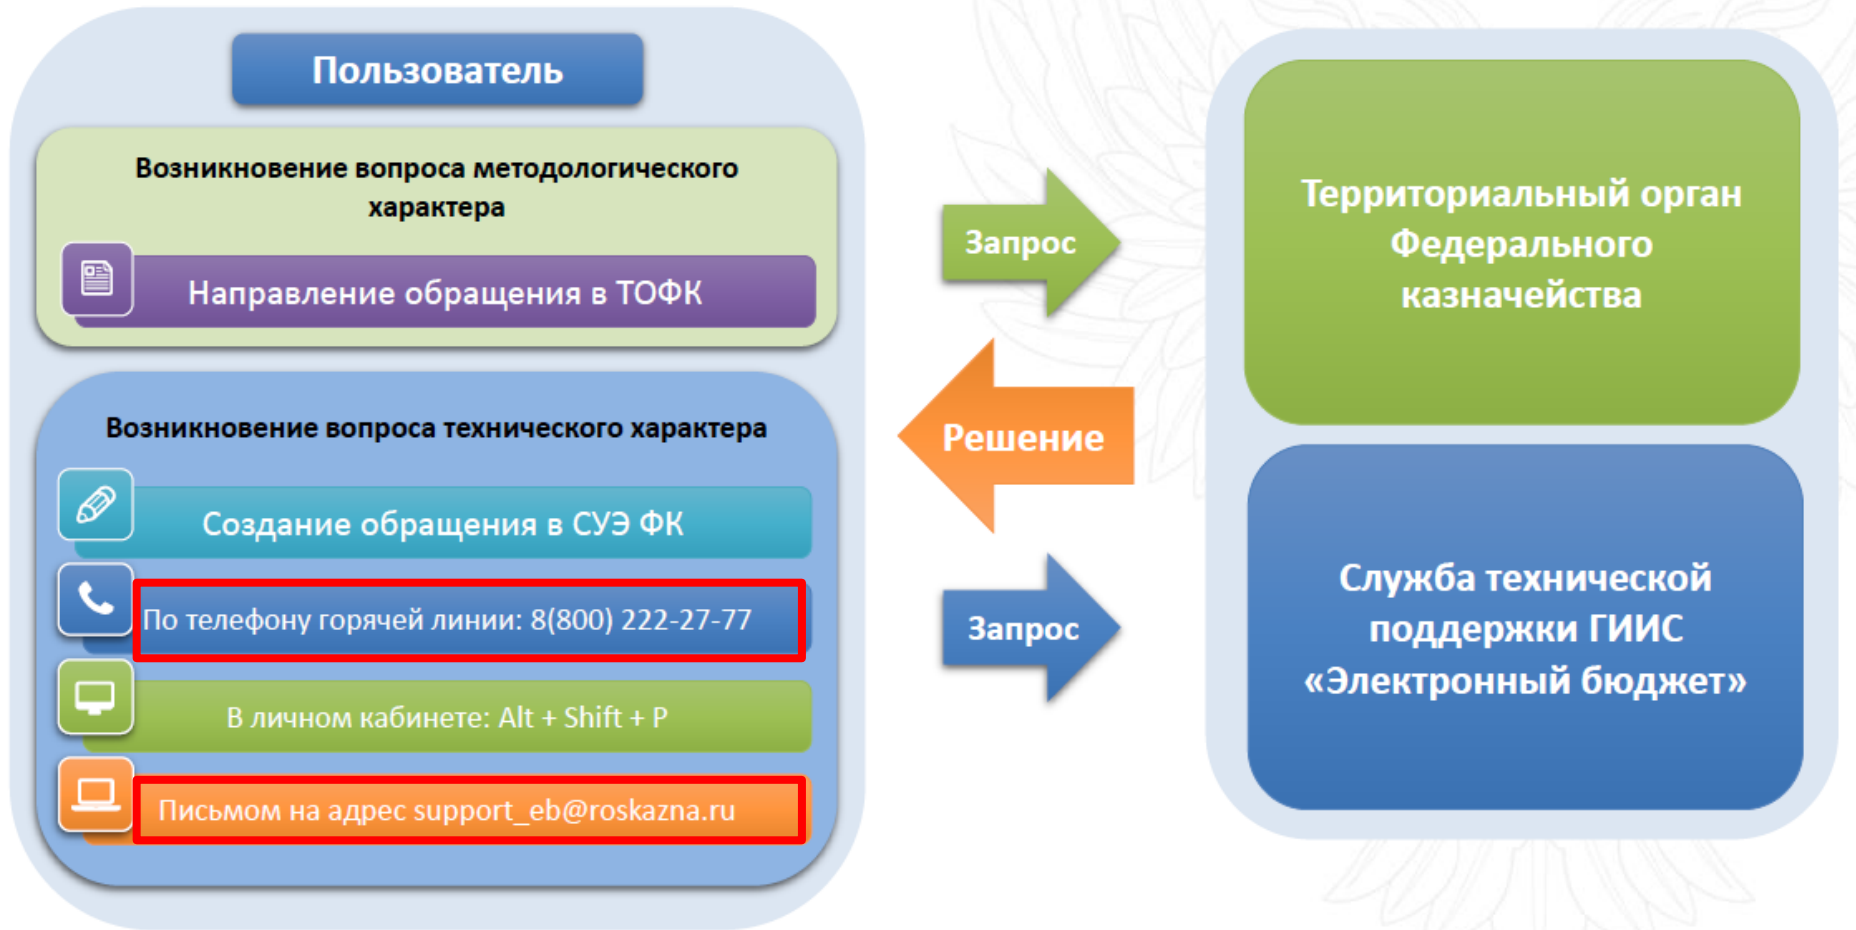 Пользователь
Возникновение вопроса методологического
характера
Направление обращения в ТОФК
Возникновение вопроса технического характера
Создание обращения в СУЭ ФК
По телефону горячей линии: 8(800) 222-27-77
В личном кабинете: Alt + Shift + P
Письмом на адрес support_eb@roskazna.ru
Запрос
Решение
Запрос
Территориальный орган
Федерального
казначейства
Служба технической
поддержки ГИИС
«Электронный бюджет»